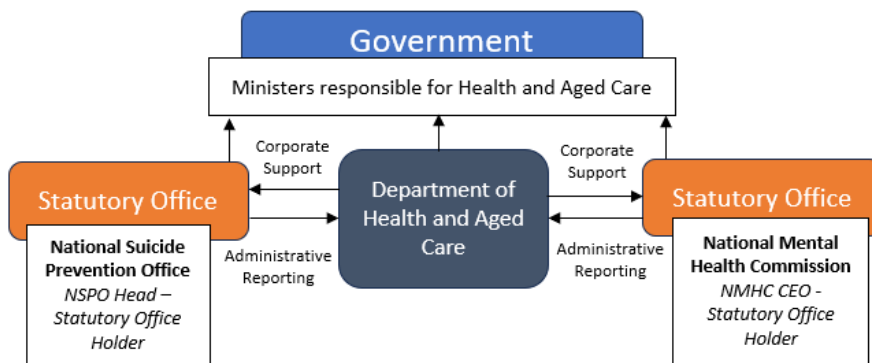 Government
Ministers responsible for Health and Aged Care
Corporate
Support
Corporate
Support
Statutory Office
Department of
Health and Aged
Care
Statutory Office
National Suicide
Prevention Office
NSPO Head –
Statutory Office
Holder
Administrative
Reporting
Administrative
Reporting
National Mental
Health Commission
NMHC CEO -
Statutory Office
Holder